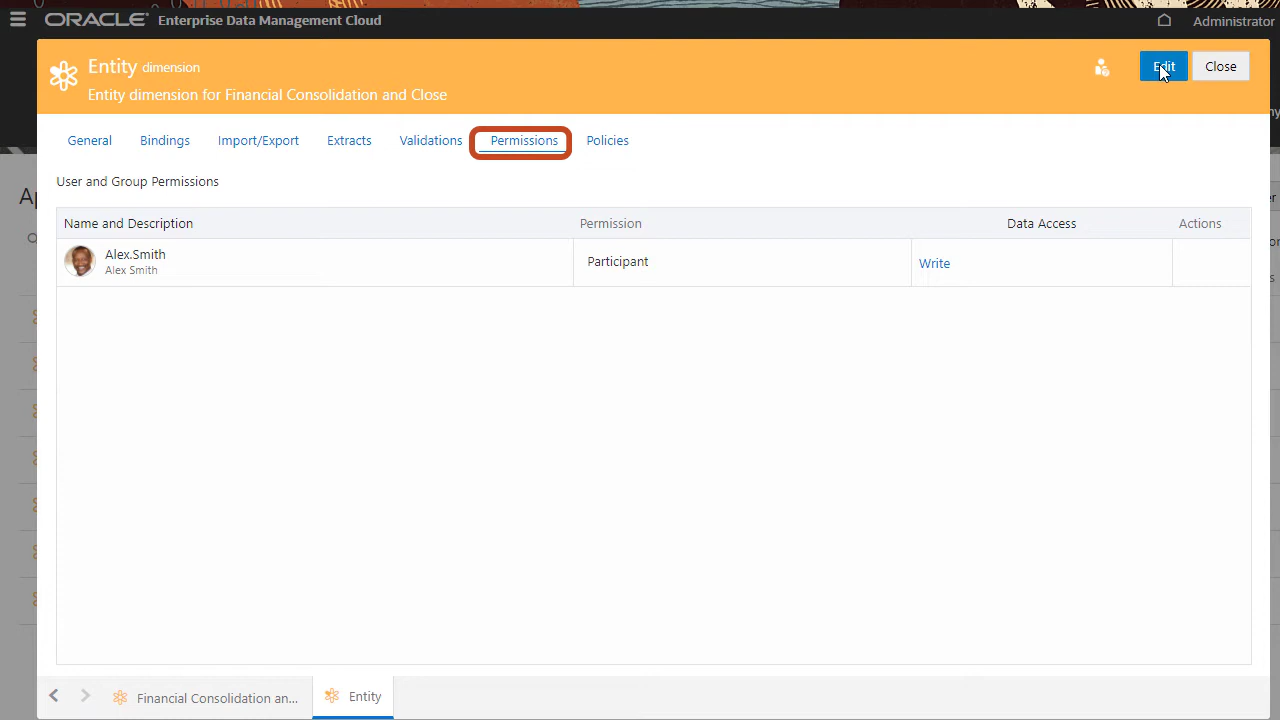 ORACLE® Enterprise Data Management Cloud
Administrator
Entity dimension
Entity dimension for Financial Consolidation and Close
Edit
Close
General
Bindings
Import/Export
Extracts
Validations
Permissions
Policies
User and Group Permissions
Name and Description
Permission
Data Access
Actions
Alex.Smith
Alex Smith
Participant
Write
Financial Consolidation an...
Entity